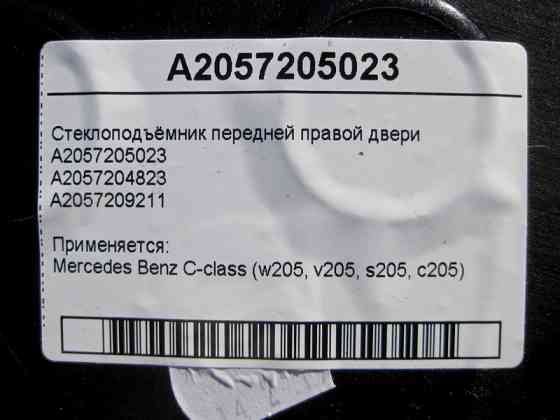 A2057205023
Стеклоподъёмник передней правой двери
A2057205023
A2057204823
A2057209211
Применяется:
Mercedes Benz C-class (w205, v205, s205, c205)